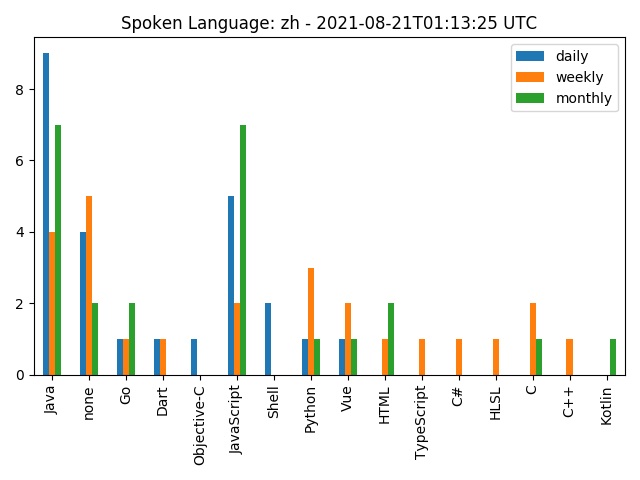 Spoken Language: zh - 2021-08-21T01:13:25 UTC
daily
weekly
monthly
8
6
4
2
0
Java
none
Go
Dart
Objective-C
JavaScript
Shell
Python
Vue
HTML
TypeScript
C#
HLSL
C
C++
Kotlin